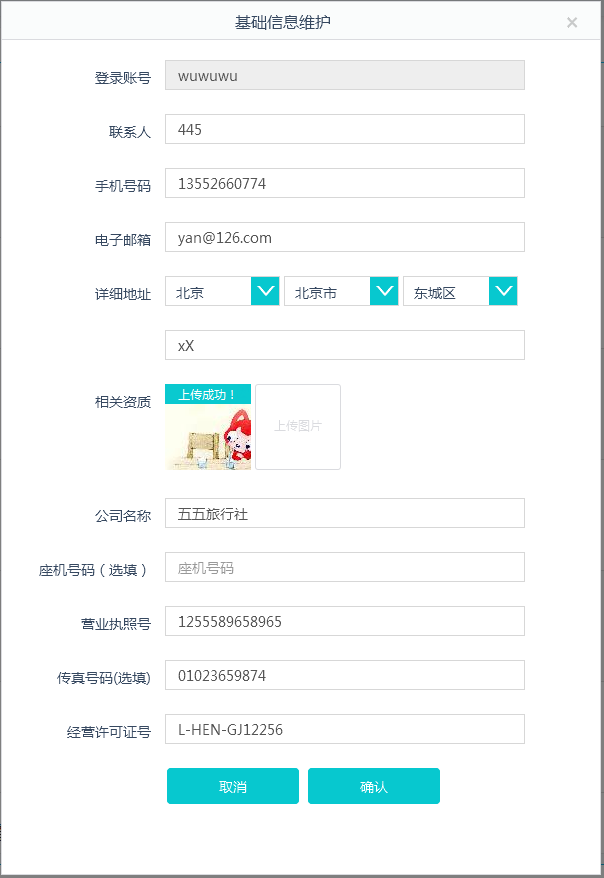 基础信息维护 ×
登录账号 wuwuwu
联系人 445
手机号码 13552660774
电子邮箱 yan@126.com
详细地址 北京 北京市 东城区
xX
相关资质 上传成功！ 上传图片
公司名称 五五旅行社
座机号码（选填） 座机号码
营业执照号 1255589658965
传真号码(选填) 01023659874
经营许可证号 L-HEN-GJ12256
取消 确认